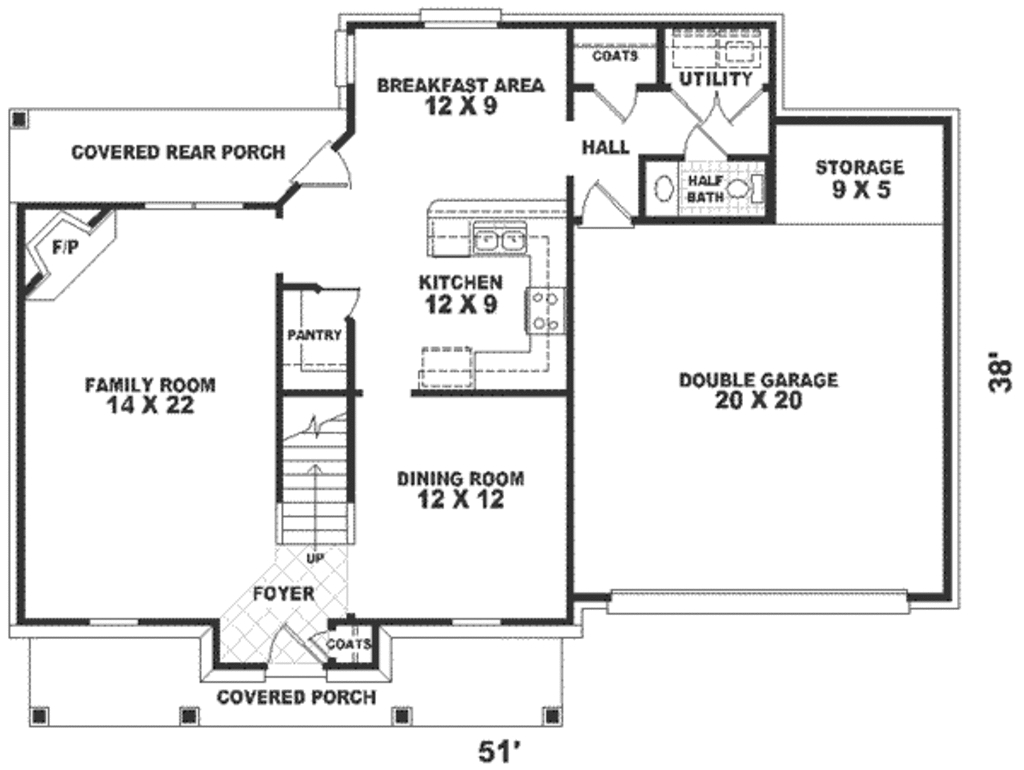 COATS
UTILITY
BREAKFAST AREA
12 X 9
HALL
COVERED REAR PORCH
STORAGE
9 X 5
HALF
BATH
F/P
KITCHEN
12 X 9
PANTRY
FAMILY ROOM
14 X 22
DOUBLE GARAGE
20 X 20
38'
DINING ROOM
12 X 12
UP
FOYER
COATS
COVERED PORCH
51'